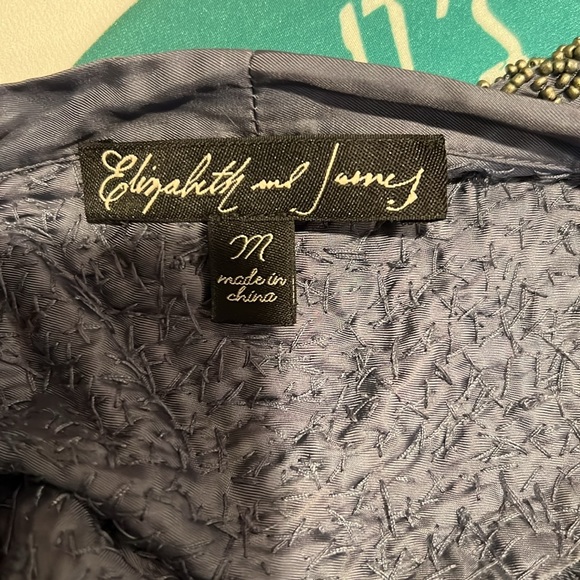 't's
Elizabeth and James
M
made in
china